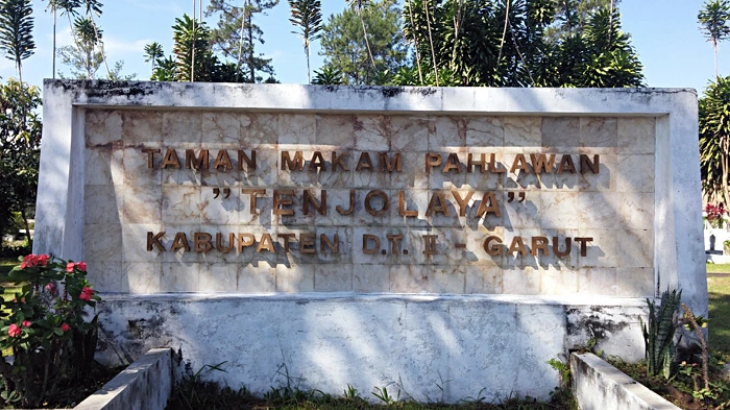 TAMAN MAKAM PAHLAWAN
"TENJOLAYA"
KABUPATEN D.T. II - GARUT